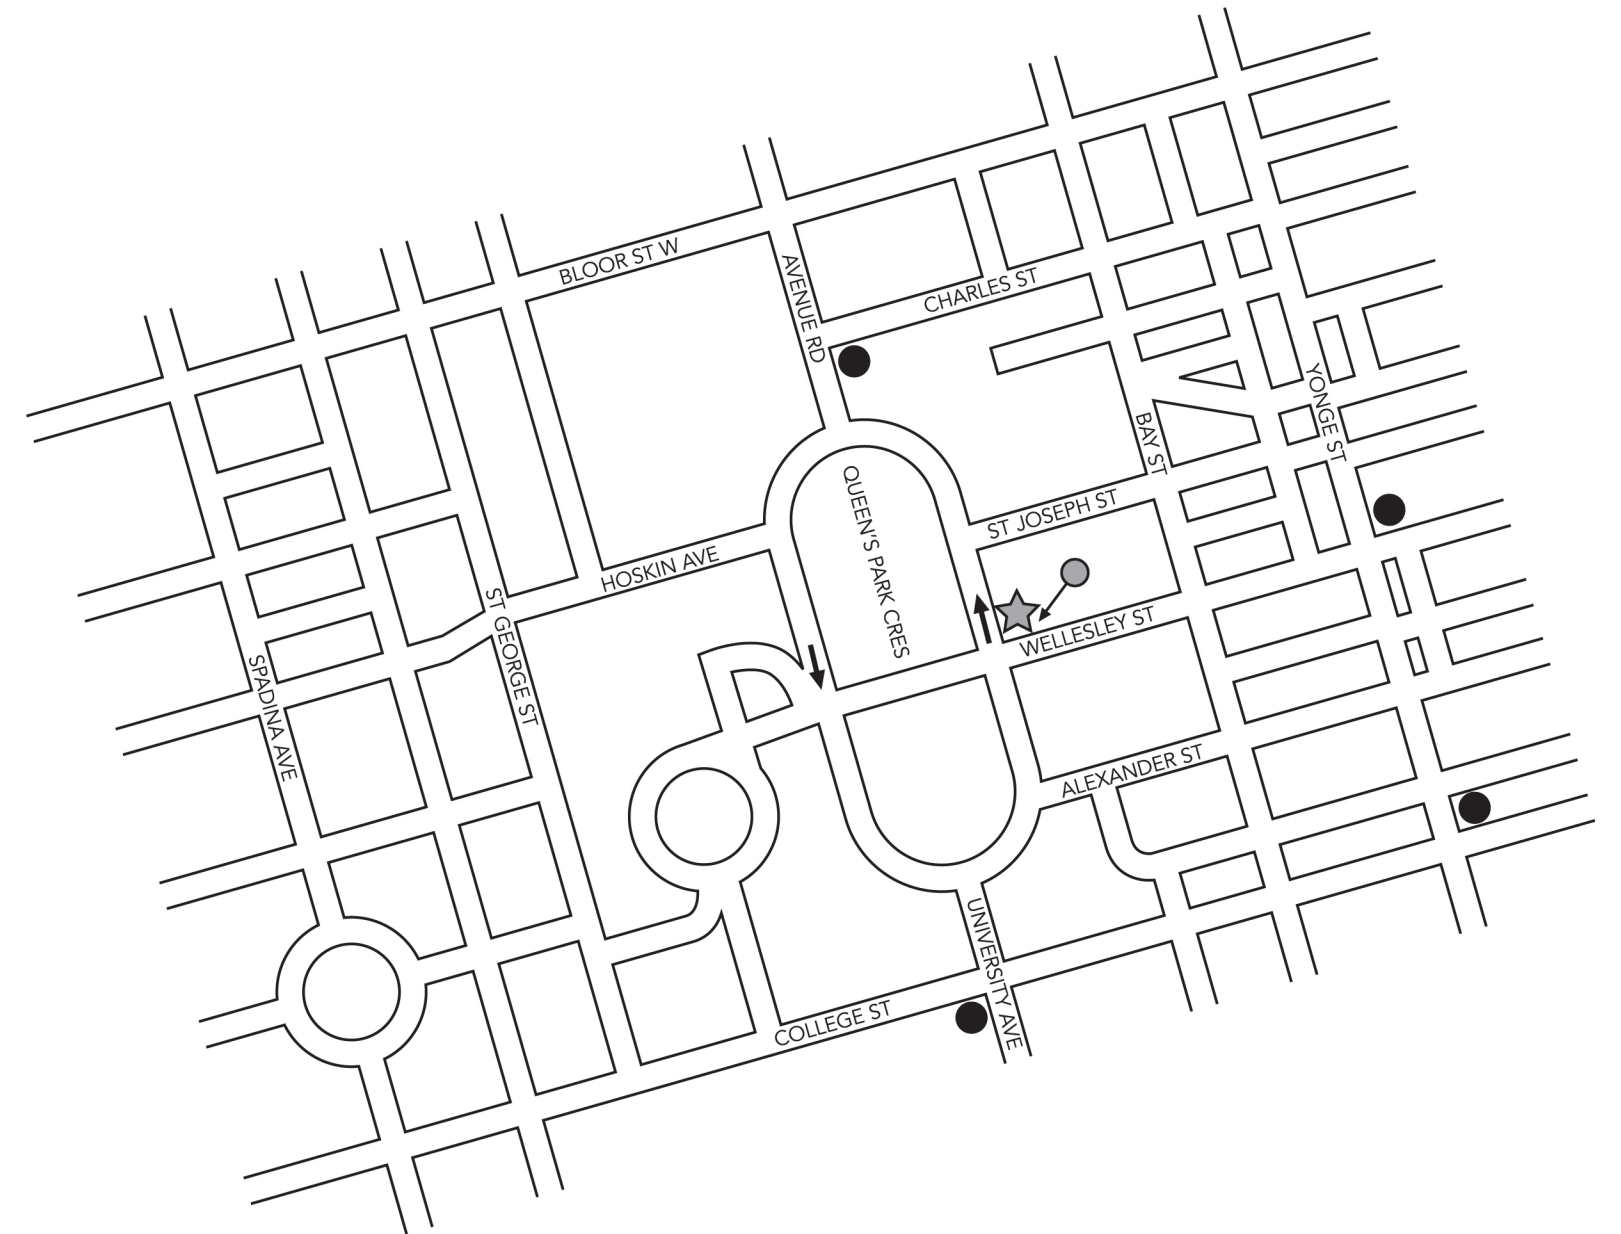 BLOOR ST W
AVENUE RD
CHARLES ST
YONGE ST
BAY ST
QUEEN'S PARK CRES
ST JOSEPH ST
HOSKIN AVE
ST GEORGE ST
WELLESLEY ST
SPADINA AVE
ALEXANDER ST
UNIVERSITY AVE
COLLEGE ST